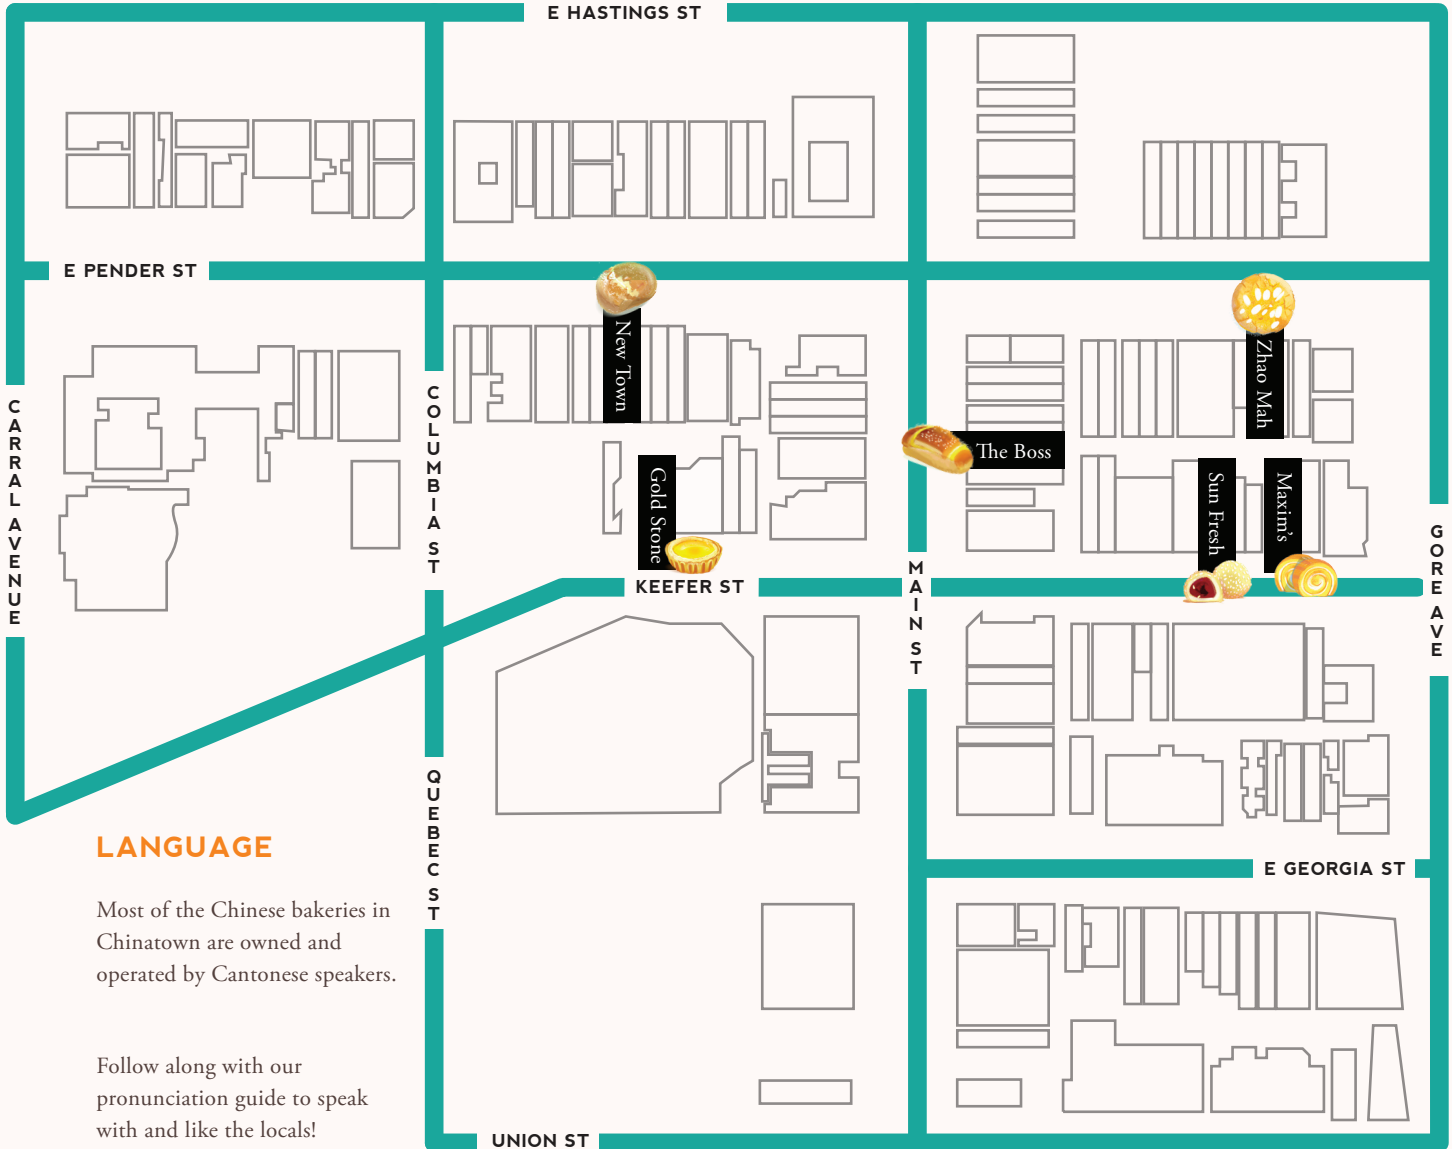 E HASTINGS ST
E PENDER ST
New Town
Zhao Mah
CARRAL AVENUE
COLUMBIA ST
The Boss
Gold Stone
Sun Fresh
Maxim's
GORE AVE
MAIN ST
KEEFER ST
QUEBEC ST
LANGUAGE
E GEORGIA ST
Most of the Chinese bakeries in
Chinatown are owned and
operated by Cantonese speakers.
Follow along with our
pronunciation guide to speak
with and like the locals!
UNION ST